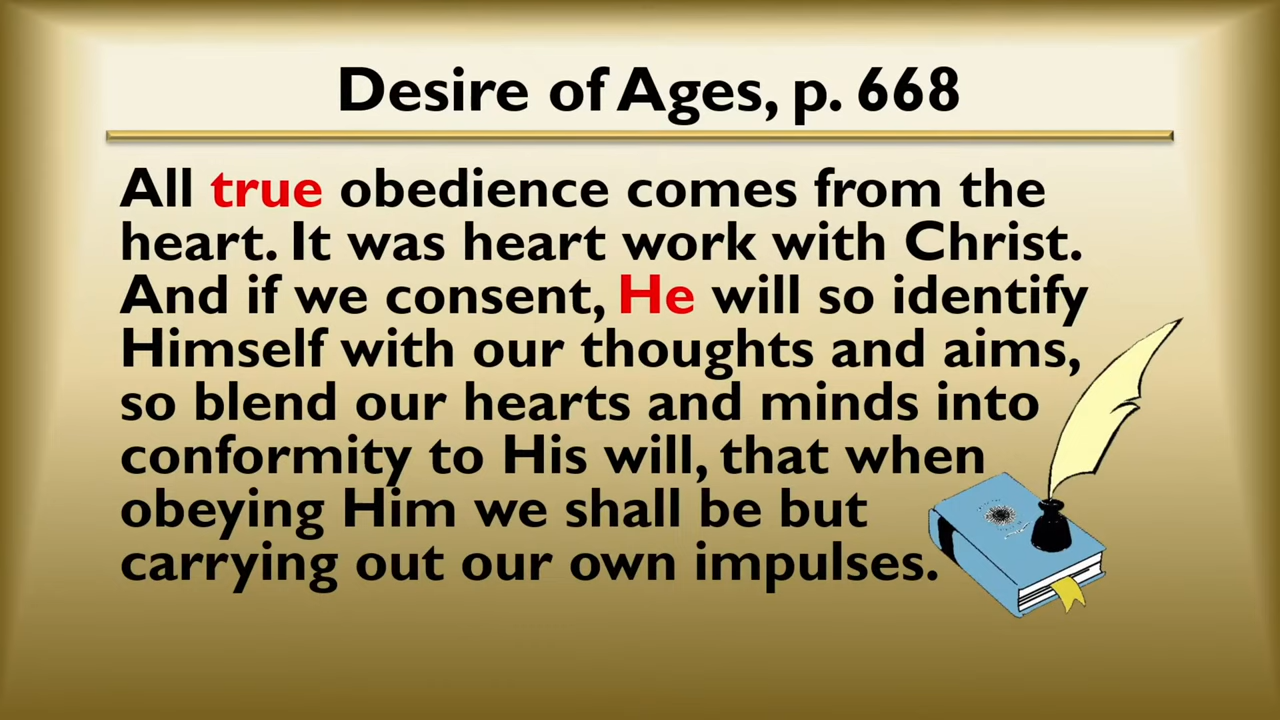 Desire of Ages, p. 668
All true obedience comes from the
heart. It was heart work with Christ.
And if we consent, He will so identify
Himself with our thoughts and aims,
so blend our hearts and minds into
conformity to His will, that when
obeying Him we shall be but
carrying out our own impulses.